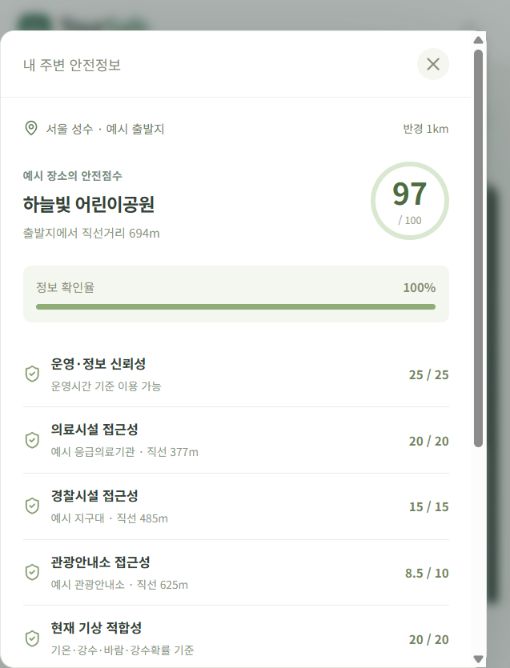 내 주변 안전정보
서울 성수 · 예시 출발지
반경 1km
예시 장소의 안전점수
하늘빛 어린이공원
출발지에서 직선거리 694m
97
/ 100
정보 확인율
100%
운영·정보 신뢰성
운영시간 기준 이용 가능
25 / 25
의료시설 접근성
예시 응급의료기관 · 직선 377m
20 / 20
경찰시설 접근성
예시 지구대 · 직선 485m
15 / 15
관광안내소 접근성
예시 관광안내소 · 직선 625m
8.5 / 10
현재 기상 적합성
기온·강수·바람·강수확률 기준
20 / 20